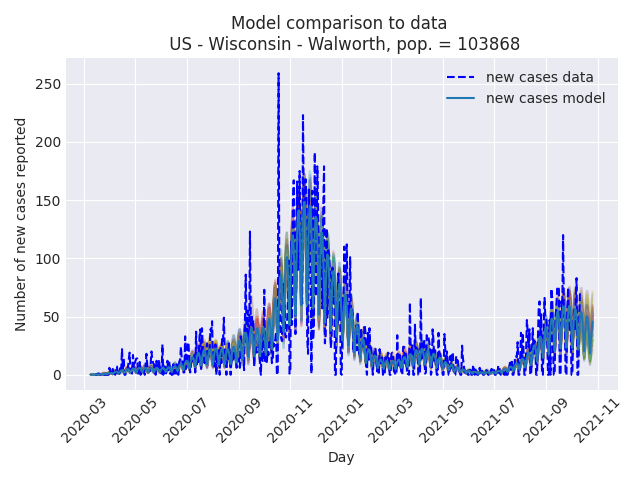 Model comparison to data
US - Wisconsin - Walworth, pop. = 103868
new cases data
new cases model
Number of new cases reported
250
200
150
100
50
0
2020-03
2020-05
2020-07
2020-09
2020-11
2021-01
2021-03
2021-05
2021-07
2021-09
2021-11
Day